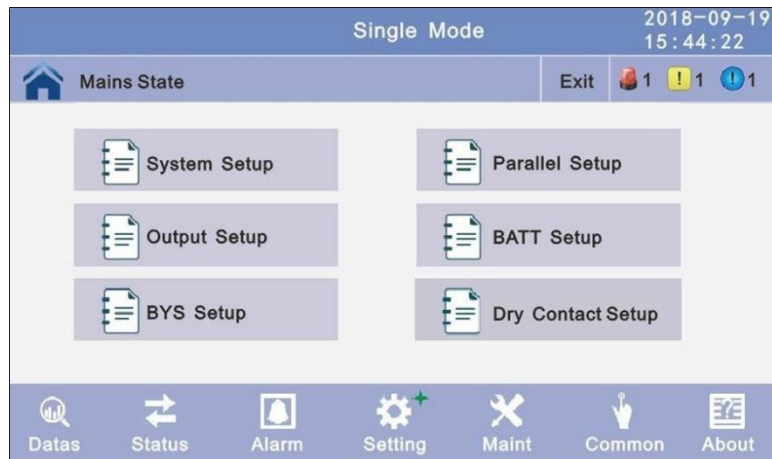 Single Mode
2018-09-19
15:44:22
Mains State
Exit
1
! 1
! 1
System Setup
Parallel Setup
Output Setup
BATT Setup
BYS Setup
Dry Contact Setup
Datas
Status
Alarm
Setting
Maint
Common
About